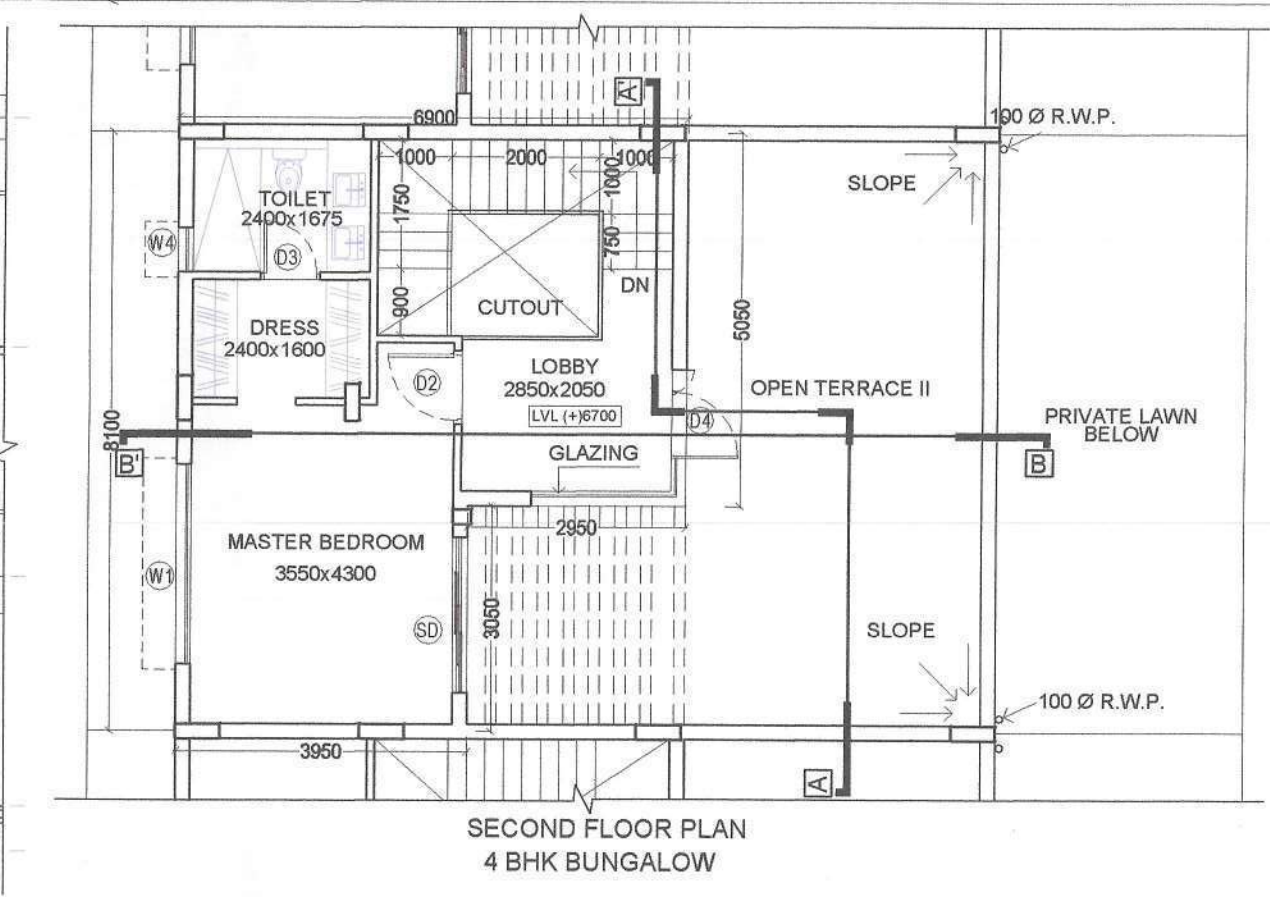 A'
6900
100 Ø R.W.P.
1000
2000
1000
1000
SLOPE
TOILET
2400x1675
1750
W4
D3
750
DN
CUTOUT
900
5050
DRESS
2400x1600
LOBBY
2850x2050
D2
LVL (+)6700
OPEN TERRACE II
D4
PRIVATE LAWN
BELOW
8100
B'
GLAZING
B
2950
MASTER BEDROOM
3550x4300
W1
SD
3050
SLOPE
100 Ø R.W.P.
3950
A
SECOND FLOOR PLAN
4 BHK BUNGALOW